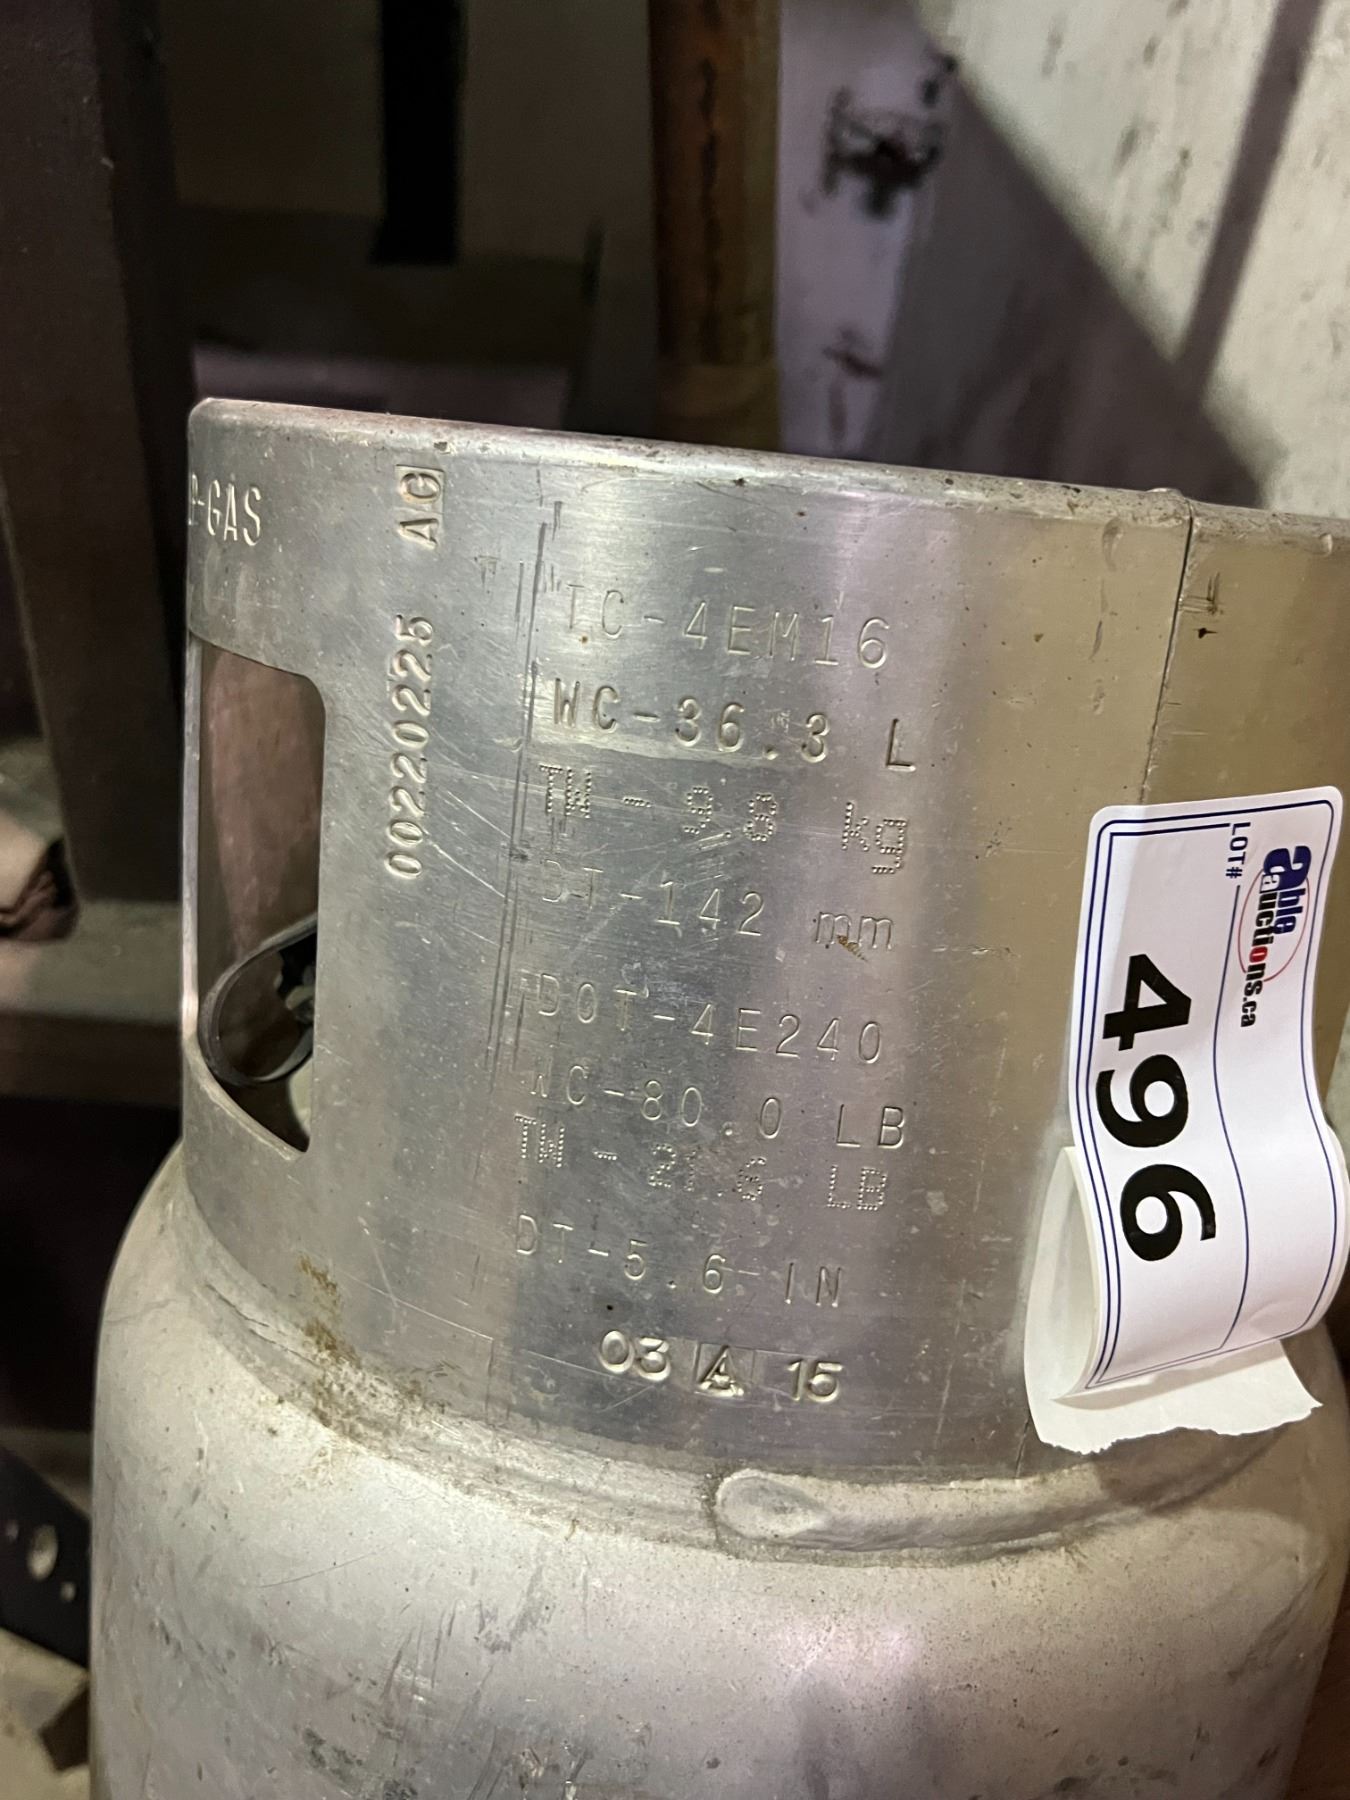 P-GAS
AC
00220225
TC-4EM16
WC-36.3 L
TW - 9.8 kg
DT-142 mm
DOT-4E240
WC-80.0 LB
TW - 21.6 LB
DT-5.6 IN
03 A 15
able
auctions.ca
LOT#
496